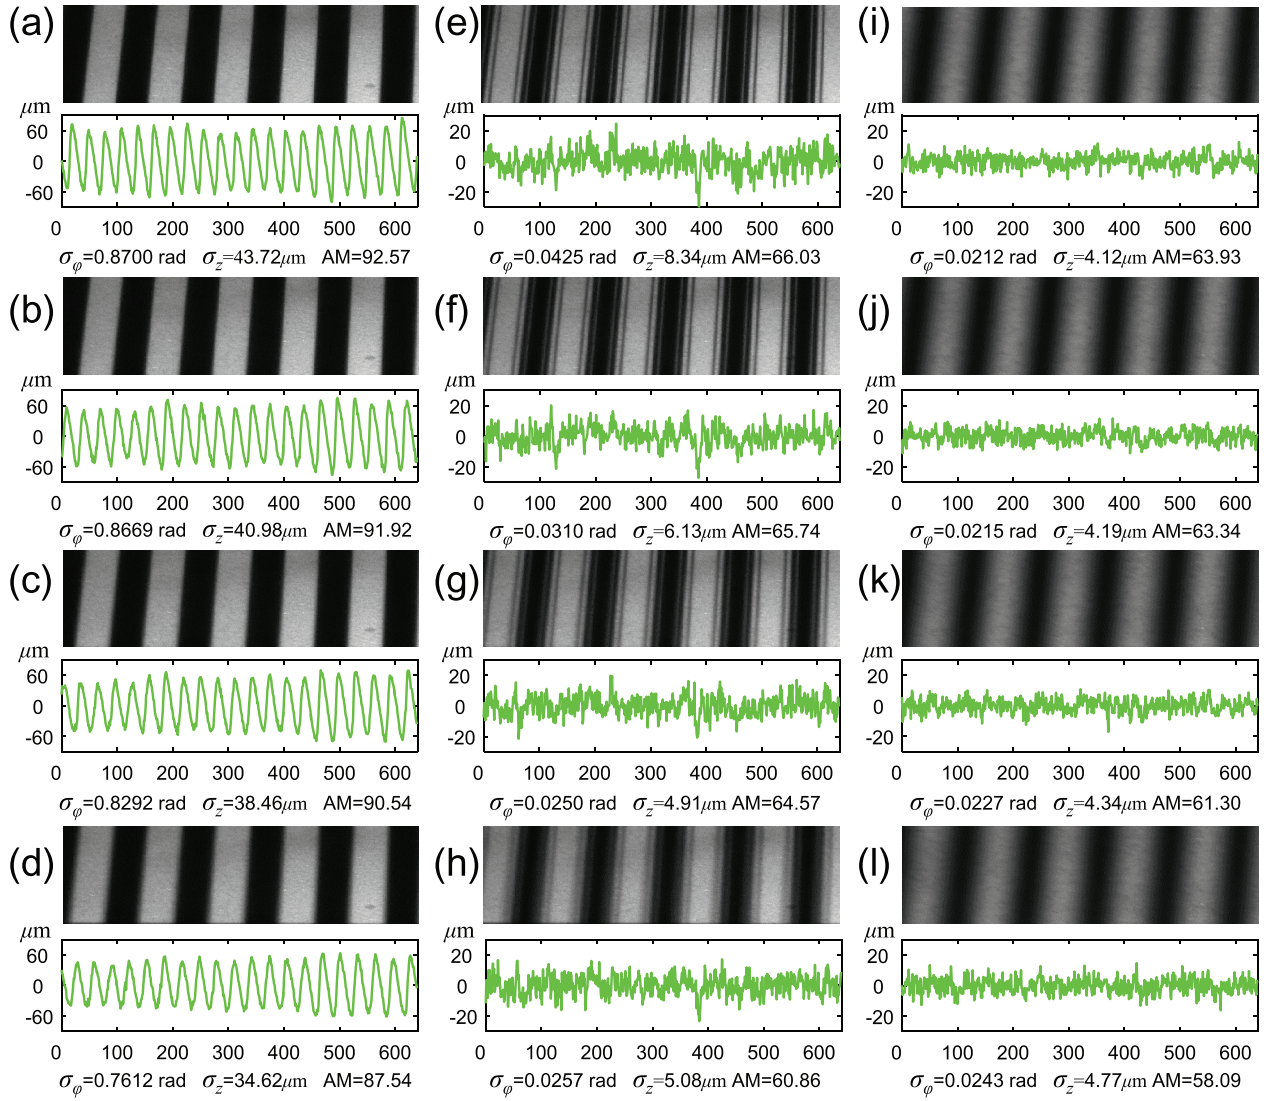 (a) (e) (i)
μm μm
60 20 20
0 0 0
-60 -20 -20
0 100 200 300 400 500 600 0 100 200 300 400 500 600 0 100 200 300 400 500 600
σφ=0.8700 rad σz=43.72μm AM=92.57 σφ=0.0425 rad σz=8.34μm AM=66.03 σφ=0.0212 rad σz=4.12μm AM=63.93
(b) (f) (j)
μm μm μm
60 20 20
0 0 0
-60 -20 -20
0 100 200 300 400 500 600 0 100 200 300 400 500 600 0 100 200 300 400 500 600
σφ=0.8669 rad σz=40.98μm AM=91.92 σφ=0.0310 rad σz=6.13μm AM=65.74 σφ=0.0215 rad σz=4.19μm AM=63.34
(c) (g) (k)
μm μm μm
60 20 20
0 0 0
-60 -20 -20
0 100 200 300 400 500 600 0 100 200 300 400 500 600 0 100 200 300 400 500 600
σφ=0.8292 rad σz=38.46μm AM=90.54 σφ=0.0250 rad σz=4.91μm AM=64.57 σφ=0.0227 rad σz=4.34μm AM=61.30
(d) (h) (l)
μm μm μm
60 20 20
0 0 0
-60 -20 -20
0 100 200 300 400 500 600 0 100 200 300 400 500 600 0 100 200 300 400 500 600
σφ=0.7612 rad σz=34.62μm AM=87.54 σφ=0.0257 rad σz=5.08μm AM=60.86 σφ=0.0243 rad σz=4.77μm AM=58.09